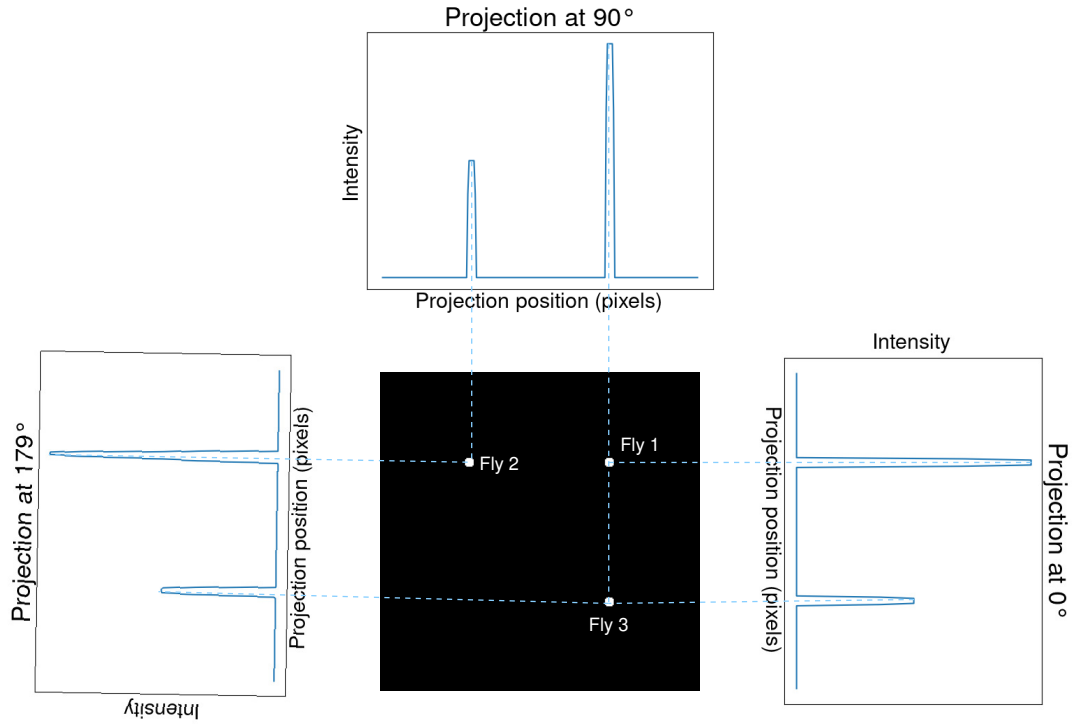 Projection at 90°
Intensity
Projection position (pixels)
Intensity
Projection at 179°
Projection position (pixels)
Intensity
Fly 1
Fly 2
Fly 3
Projection position (pixels)
Projection at 0°